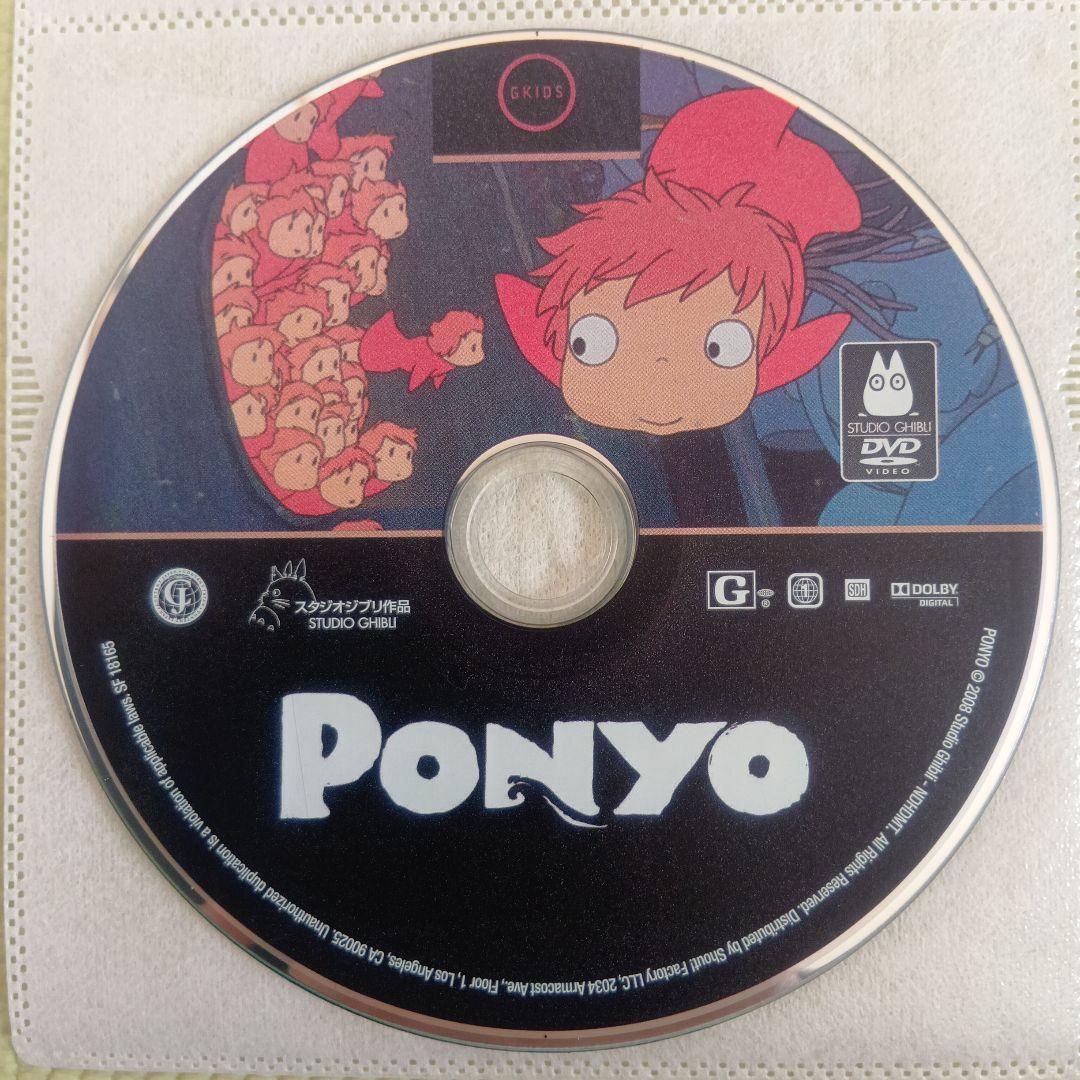 GKIDS
STUDIO GHIBLI
DVD
VIDEO
スタジオジブリ作品
STUDIO GHIBLI
G
®
1
SDH
DOLBY
DIGITAL
PONYO
PONYO © 2008 Studio Ghibli - NDHDMT. All Rights Reserved. Distributed by Shout! Factory LLC, 2034 Armacost Ave., Floor 1, Los Angeles, CA 90025. Unauthorized duplication is a violation of applicable laws. SF 18165